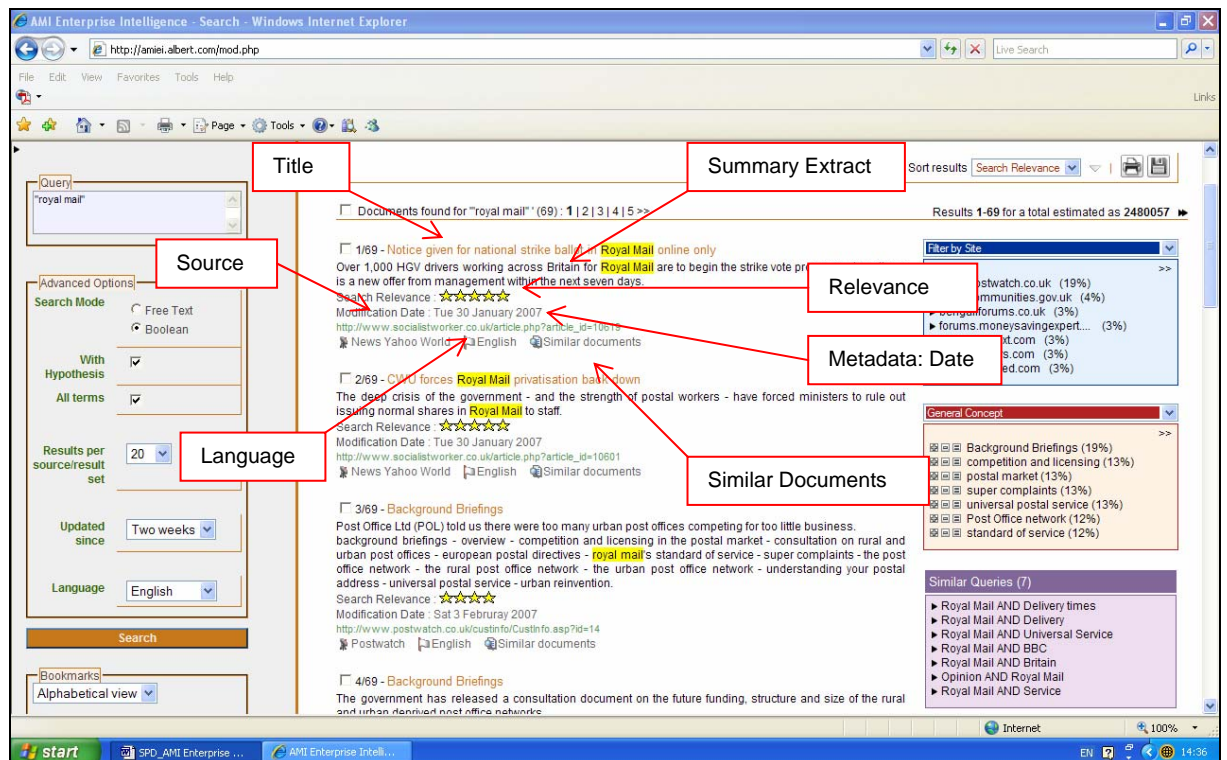 AMI Enterprise Intelligence - Search - Windows Internet Explorer
http://amiei.albert.com/mod.php
Live Search
File Edit View Favorites Tools Help
Links
Page Tools
Title
Summary Extract
Sort results Search Relevance
Query
"royal mail"
Documents found for "'royal mail" ' (69) : 1 | 2 | 3 | 4 | 5 >>
Results 1-69 for a total estimated as 2480057
Source
1/69 - Notice given for national strike ballot in Royal Mail online only
Over 1,000 HGV drivers working across Britain for Royal Mail are to begin the strike vote
is a new offer from management within the next seven days.
Search Relevance :
Modification Date : Tue 30 January 2007
http://www.socialistworker.co.uk/article.php?article_id=10619
News Yahoo World English Similar documents
Relevance
Metadata: Date
Filter by Site
>>
stwatch.co.uk (19%)
mmunities.gov.uk (4%)
forums.co.uk (3%)
forums.moneysavingexpert.... (3%)
xt.com (3%)
s.com (3%)
ed.com (3%)
Advanced Options
Search Mode
Free Text
Boolean
With
Hypothesis
All terms
Results per
source/result
set
20
Updated
since
Two weeks
Language
English
Search
Bookmarks
Alphabetical view
2/69 - CWU forces Royal Mail privatisation back down
The deep crisis of the government - and the strength of postal workers - have forced ministers to rule out
issuing normal shares in Royal Mail to staff.
Search Relevance :
Modification Date : Tue 30 January 2007
http://www.socialistworker.co.uk/article.php?article_id=10601
News Yahoo World English Similar documents
Language
Similar Documents
General Concept
>>
Background Briefings (19%)
competition and licensing (13%)
postal market (13%)
super complaints (13%)
universal postal service (13%)
Post Office network (12%)
standard of service (12%)
3/69 - Background Briefings
Post Office Ltd (POL) told us there were too many urban post offices competing for too little business.
background briefings - overview - competition and licensing in the postal market - consultation on rural and
urban post offices - european postal directives - royal mail's standard of service - super complaints - the post
office network - the rural post office network - the urban post office network - understanding your postal
address - universal postal service - urban reinvention.
Search Relevance :
Modification Date : Sat 3 Februray 2007
http://www.postwatch.co.uk/custinfo/CustInfo.asp?id=14
Postwatch English Similar documents
Similar Queries (7)
Royal Mail AND Delivery times
Royal Mail AND Delivery
Royal Mail AND Universal Service
Royal Mail AND BBC
Royal Mail AND Britain
Opinion AND Royal Mail
Royal Mail AND Service
4/69 - Background Briefings
The government has released a consultation document on the future funding, structure and size of the rural
and urban deprived post office networks
Internet
100%
start
SPD_AMI Enterprise ...
AMI Enterprise Intelli...
EN
14:36